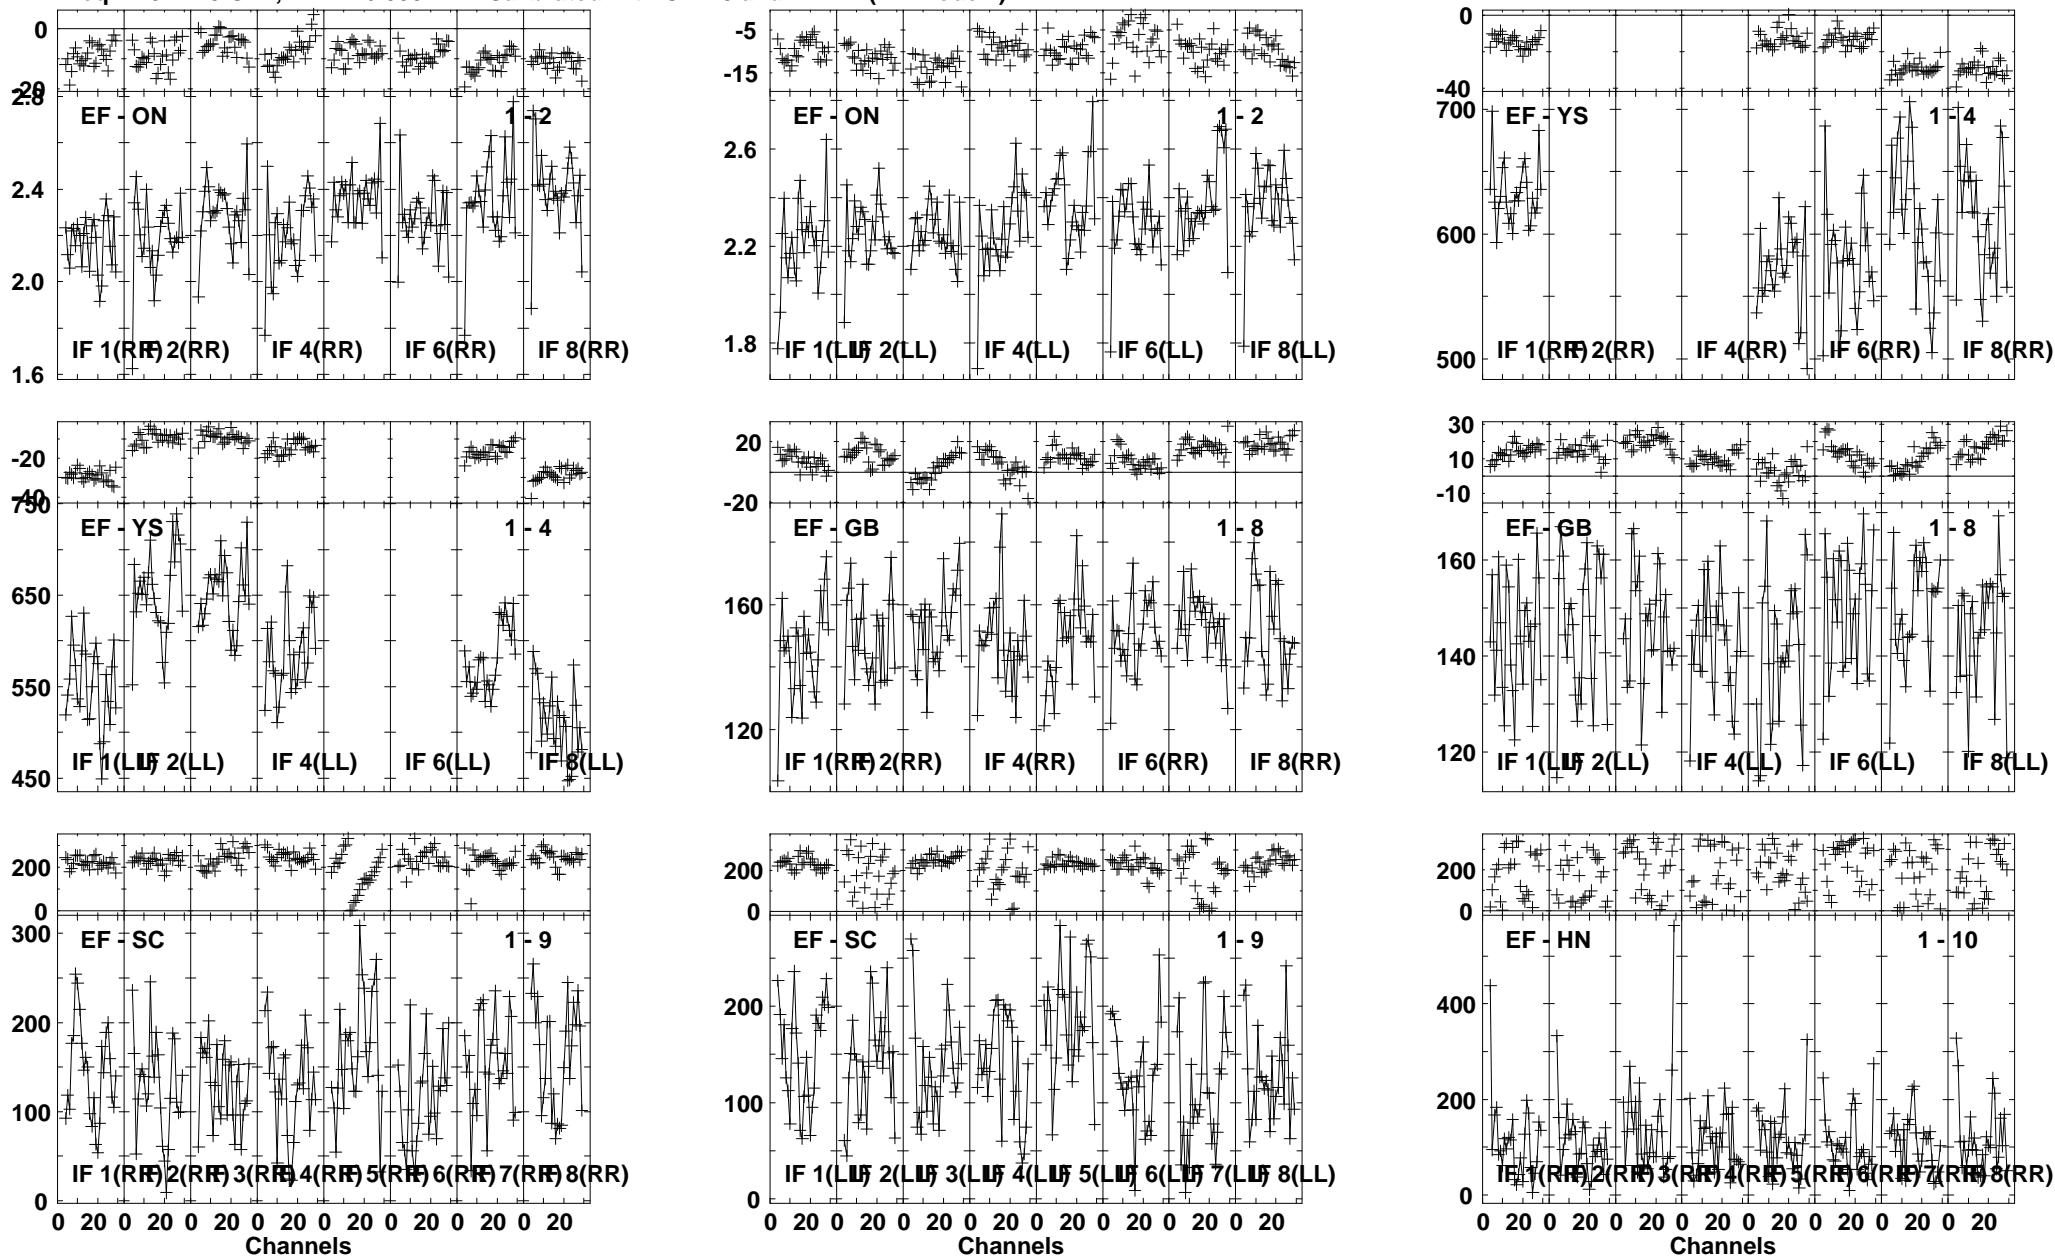 0
20
2.8
2.4
2.0
1.6
EF - ON
1 - 2
IF 1(RR)
IF 2(RR)
IF 4(RR)
IF 6(RR)
IF 8(RR)
-5
-15
2.6
2.2
1.8
EF - ON
1 - 2
IF 1(LL)
IF 2(LL)
IF 4(LL)
IF 6(LL)
IF 8(LL)
0
-40
700
600
500
EF - YS
1 - 4
IF 1(RR)
IF 2(RR)
IF 4(RR)
IF 6(RR)
IF 8(RR)
-20
-40
750
650
550
450
EF - YS
1 - 4
IF 1(LL)
IF 2(LL)
IF 4(LL)
IF 6(LL)
IF 8(LL)
20
-20
160
120
EF - GB
1 - 8
IF 1(RR)
IF 2(RR)
IF 4(RR)
IF 6(RR)
IF 8(RR)
30
10
-10
160
140
120
EF - GB
1 - 8
IF 1(LL)
IF 2(LL)
IF 4(LL)
IF 6(LL)
IF 8(LL)
200
0
300
200
100
0
EF - SC
1 - 9
IF 1(RR)
IF 2(RR)
IF 3(RR)
IF 4(RR)
IF 5(RR)
IF 6(RR)
IF 7(RR)
IF 8(RR)
0 20 0 20 0 20 0 20 0 20 0 20 0 20 0 20
Channels
200
0
200
100
0
EF - SC
1 - 9
IF 1(LL)
IF 2(LL)
IF 3(LL)
IF 4(LL)
IF 5(LL)
IF 6(LL)
IF 7(LL)
IF 8(LL)
0 20 0 20 0 20 0 20 0 20 0 20 0 20 0 20
Channels
200
0
400
200
0
EF - HN
1 - 10
IF 1(RR)
IF 2(RR)
IF 3(RR)
IF 4(RR)
IF 5(RR)
IF 6(RR)
IF 7(RR)
IF 8(RR)
0 20 0 20 0 20 0 20 0 20 0 20 0 20 0 20
Channels